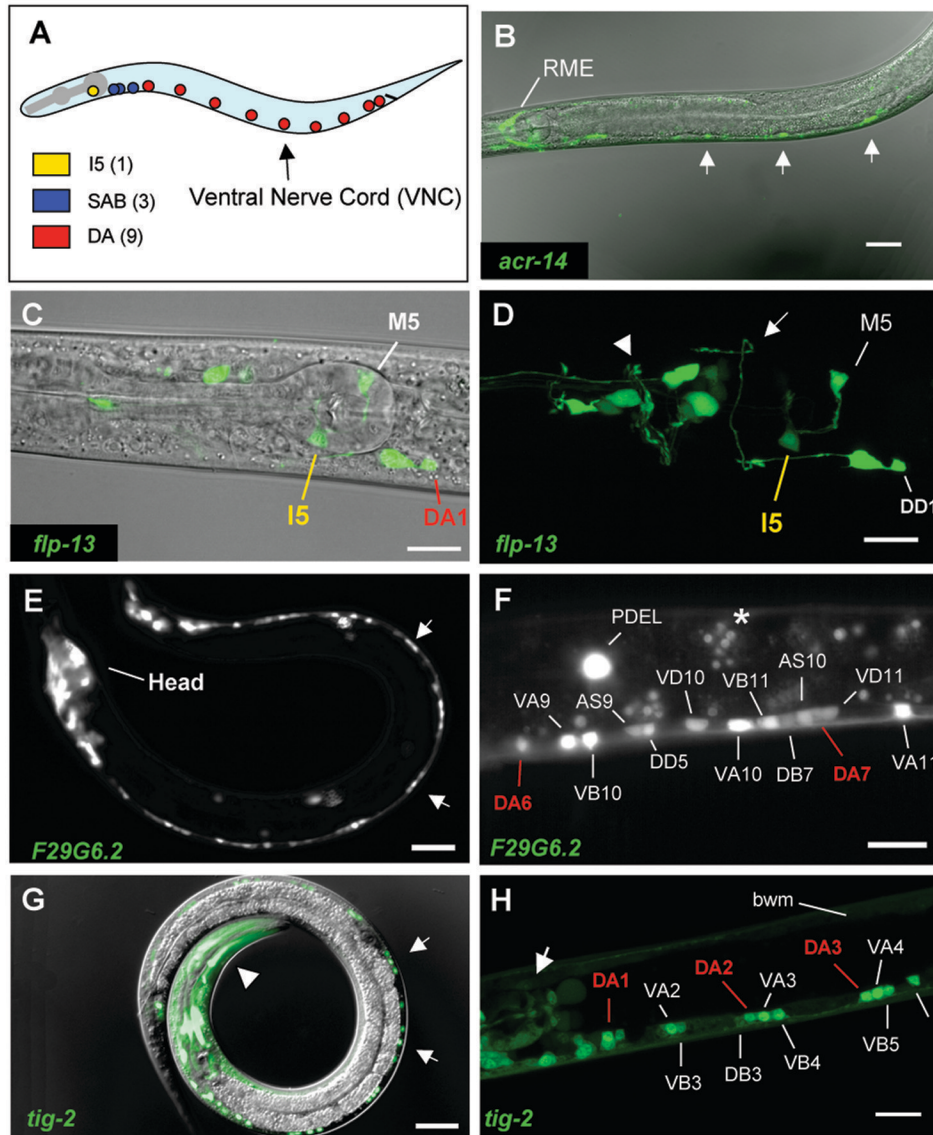 A
I5 (1)
SAB (3)
DA (9)
Ventral Nerve Cord (VNC)
B
RME
acr-14
C
M5
I5
DA1
flp-13
D
M5
I5
DD1
flp-13
E
Head
F29G6.2
F
PDEL
AS10
VD10
VB11
VD11
VA9
AS9
DA6
VB10
DD5
VA10
DB7
DA7
VA11
F29G6.2
G
tig-2
H
bwm
DA1
VA2
DA2
VA3
DA3
VA4
VB3
DB3
VB4
VB5
tig-2